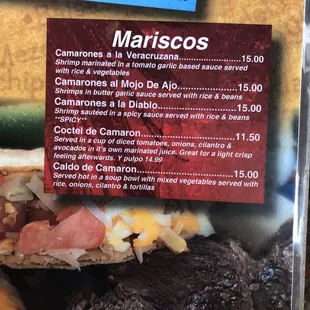 Mariscos
Camarones a la Veracruzana....................15.00
Shrimp marinated in a tomato garlic based sauce served
with rice & vegetables
Camarones al Mojo De Ajo.....................15.00
Shrimps in butter garlic sauce served with rice & beans
Camarones a la Diablo..........................15.00
Shrimp sautéed in a spicy sauce served with rice & beans
**SPICY**
Coctel de Camaron..............................11.50
Served in a cup of diced tomatoes, onions, cilantro &
avocados in it's own marinated juice. Great for a light crisp
feeling afterwards. Y pulpo 14.99
Caldo de Camaron...............................15.00
Served hot in a soup bowl with mixed vegetables served with
rice, onions, cilantro & tortillas